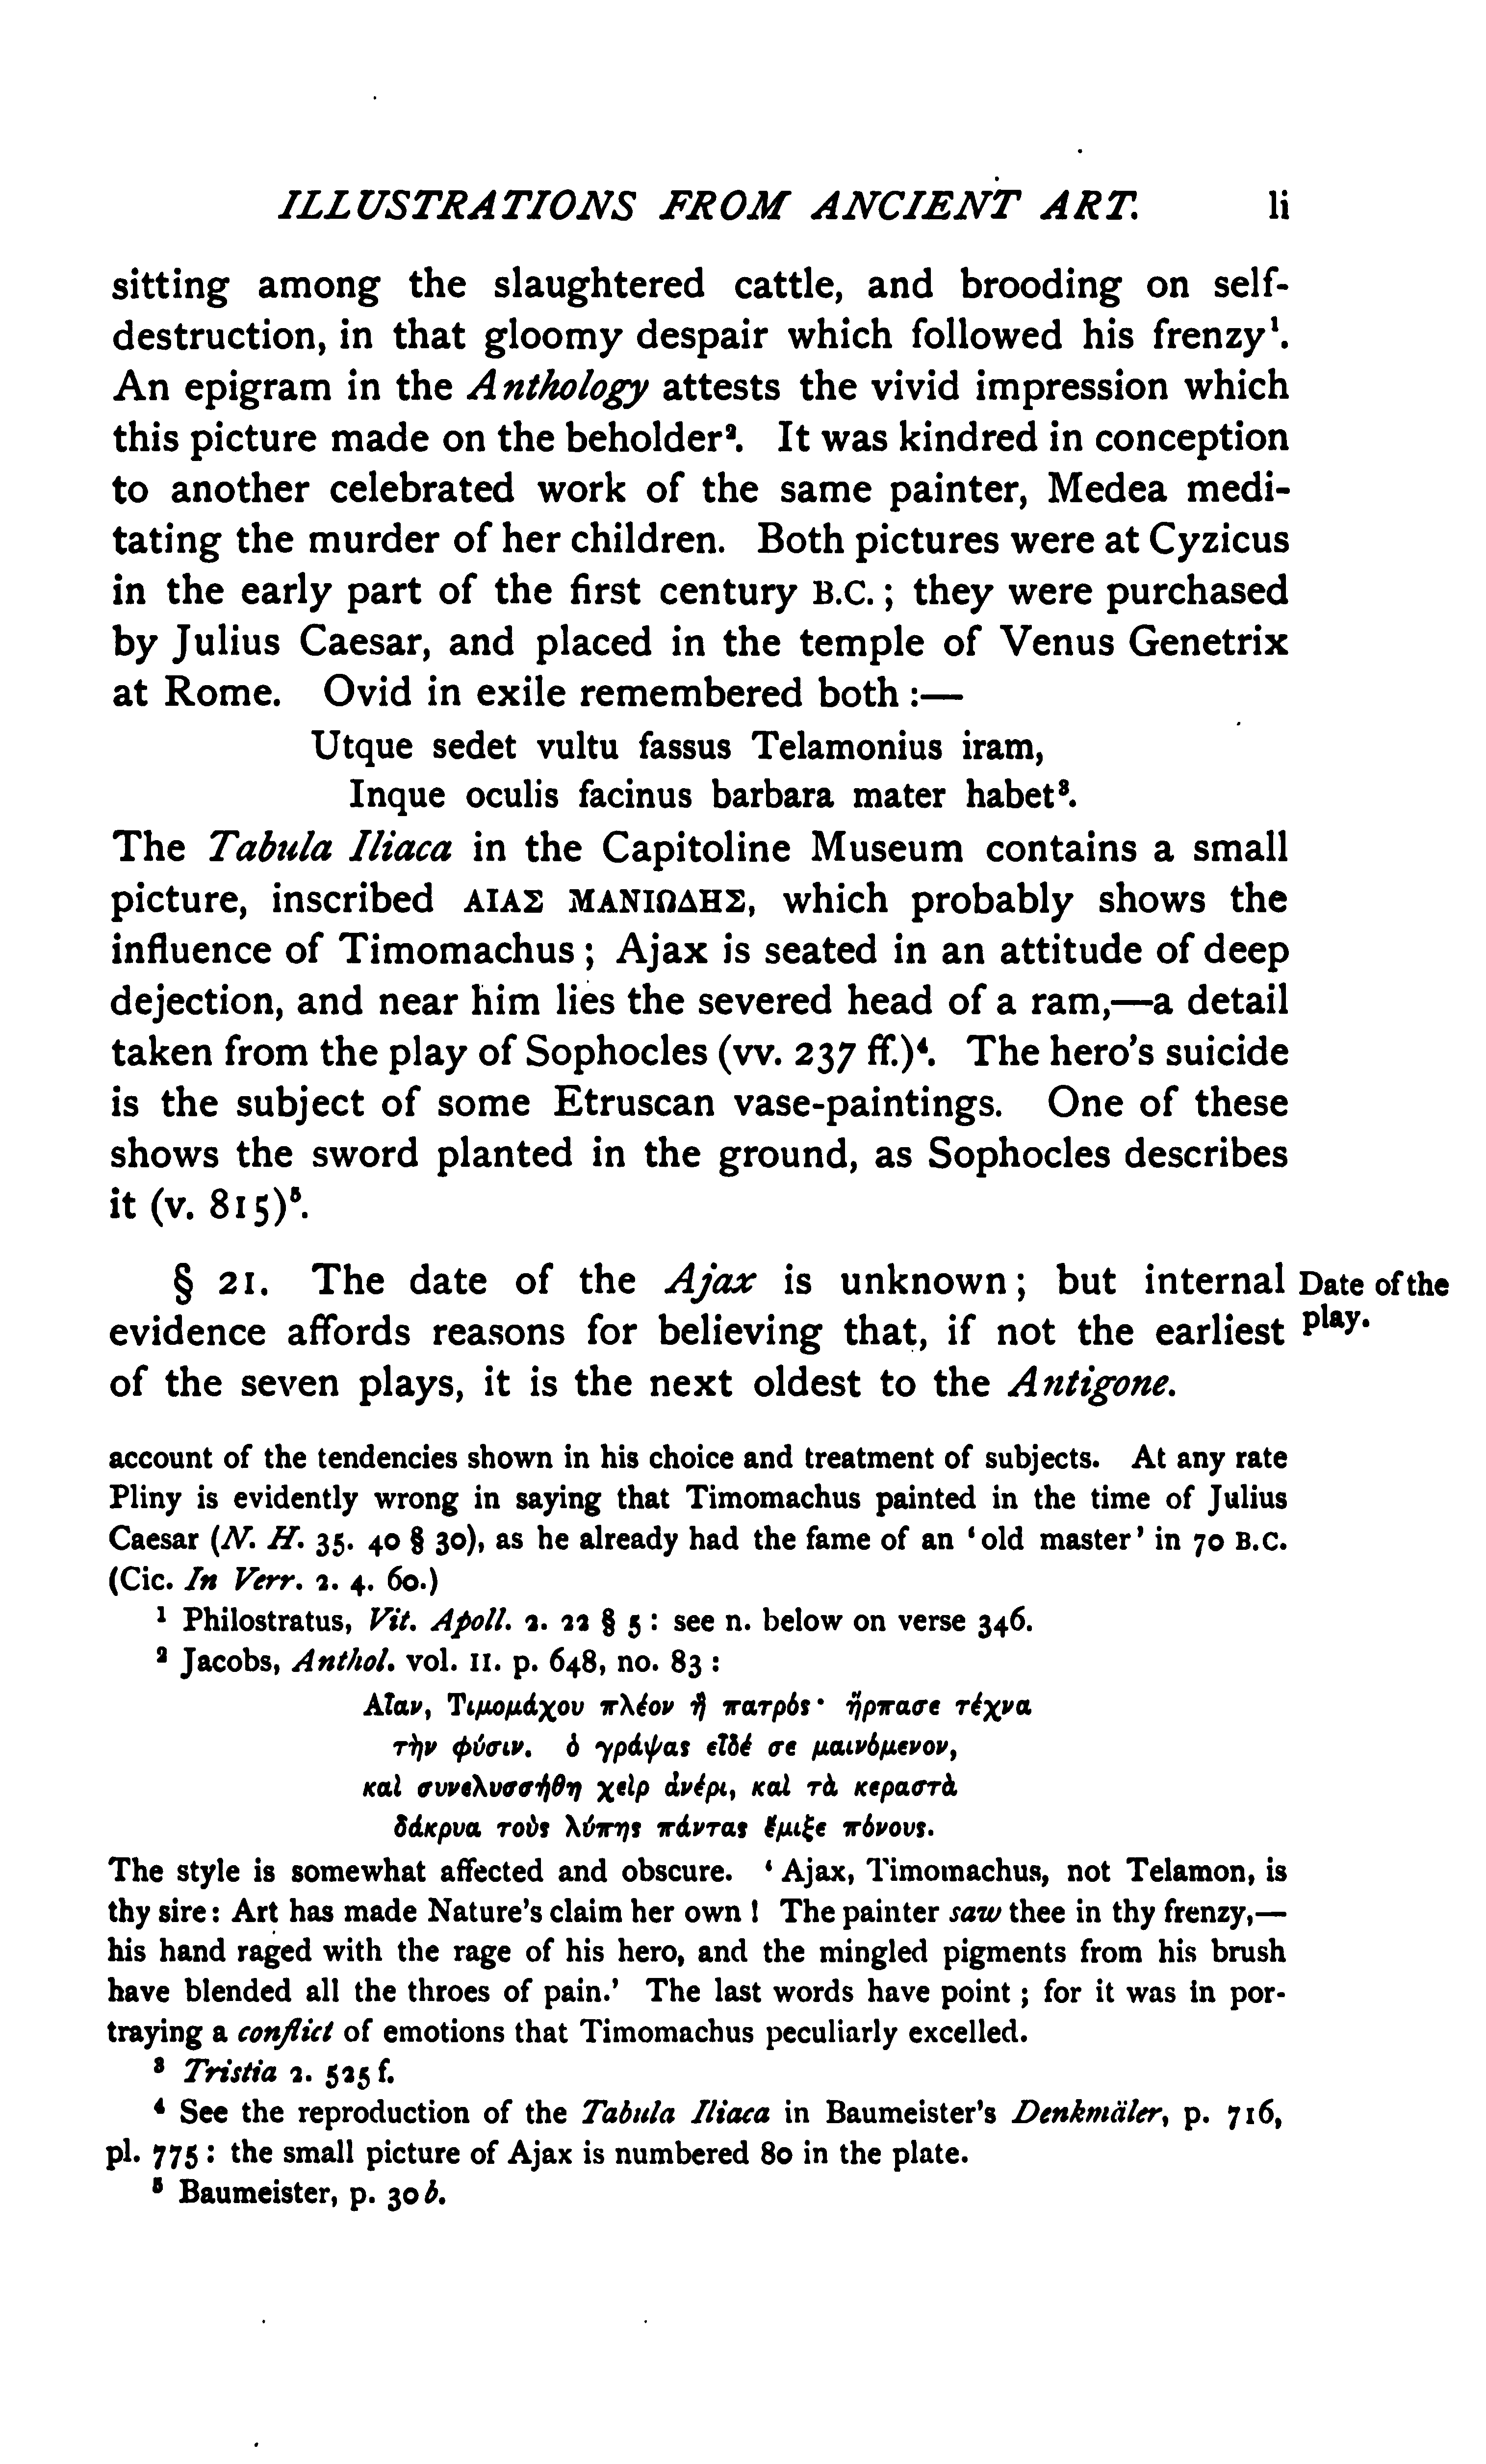 ILLUSTRATIONS FROM ANCIENT ART. li
sitting among the slaughtered cattle, and brooding on self-
destruction, in that gloomy despair which followed his frenzy¹.
An epigram in the Anthology attests the vivid impression which
this picture made on the beholder². It was kindred in conception
to another celebrated work of the same painter, Medea medi-
tating the murder of her children. Both pictures were at Cyzicus
in the early part of the first century B.C.; they were purchased
by Julius Caesar, and placed in the temple of Venus Genetrix
at Rome. Ovid in exile remembered both:—
Utque sedet vultu fassus Telamonius iram,
Inque oculis facinus barbara mater habet³.
The Tabula Iliaca in the Capitoline Museum contains a small
picture, inscribed ΑΙΑΣ ΜΑΝΙΩΔΗΣ, which probably shows the
influence of Timomachus; Ajax is seated in an attitude of deep
dejection, and near him lies the severed head of a ram,—a detail
taken from the play of Sophocles (vv. 237 ff.)⁴. The hero's suicide
is the subject of some Etruscan vase-paintings. One of these
shows the sword planted in the ground, as Sophocles describes
it (v. 815)⁵.
§ 21. The date of the Ajax is unknown; but internal
evidence affords reasons for believing that, if not the earliest
of the seven plays, it is the next oldest to the Antigone.
Date of the
play.
account of the tendencies shown in his choice and treatment of subjects. At any rate
Pliny is evidently wrong in saying that Timomachus painted in the time of Julius
Caesar (N. H. 35. 40 § 30), as he already had the fame of an 'old master' in 70 B.C.
(Cic. In Verr. 2. 4. 60.)
¹ Philostratus, Vit. Apoll. 2. 22 § 5: see n. below on verse 346.
² Jacobs, Anthol. vol. II. p. 648, no. 83:
Αἶαν, Τιμομάχου πλέον ἢ πατρός· ἥρπασε τέχνα
τὴν φύσιν. ὁ γράψας εἶδέ σε μαινόμενον,
καὶ συνελυσσήθη χεὶρ ἀνέρι, καὶ τὰ κεραστὰ
δάκρυα τοὺς λύπης πάντας ἔμιξε πόνους.
The style is somewhat affected and obscure. 'Ajax, Timomachus, not Telamon, is
thy sire: Art has made Nature's claim her own! The painter saw thee in thy frenzy,—
his hand raged with the rage of his hero, and the mingled pigments from his brush
have blended all the throes of pain.' The last words have point; for it was in por-
traying a conflict of emotions that Timomachus peculiarly excelled.
³ Tristia 2. 525 f.
⁴ See the reproduction of the Tabula Iliaca in Baumeister's Denkmäler, p. 716,
pl. 775: the small picture of Ajax is numbered 80 in the plate.
⁵ Baumeister, p. 30 b.